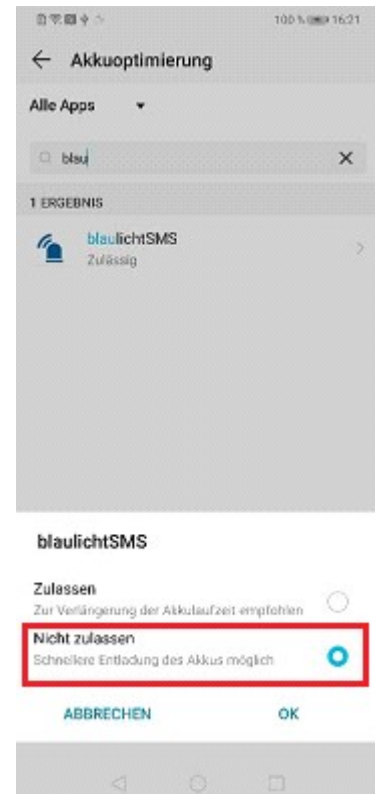 100 % 16:21
Akkuoptimierung
Alle Apps
blau
1 ERGEBNIS
blaulichtSMS
Zulässig
blaulichtSMS
Zulassen
Zur Verlängerung der Akkulaufzeit empfohlen
Nicht zulassen
Schnellere Entladung des Akkus möglich
ABBRECHEN OK